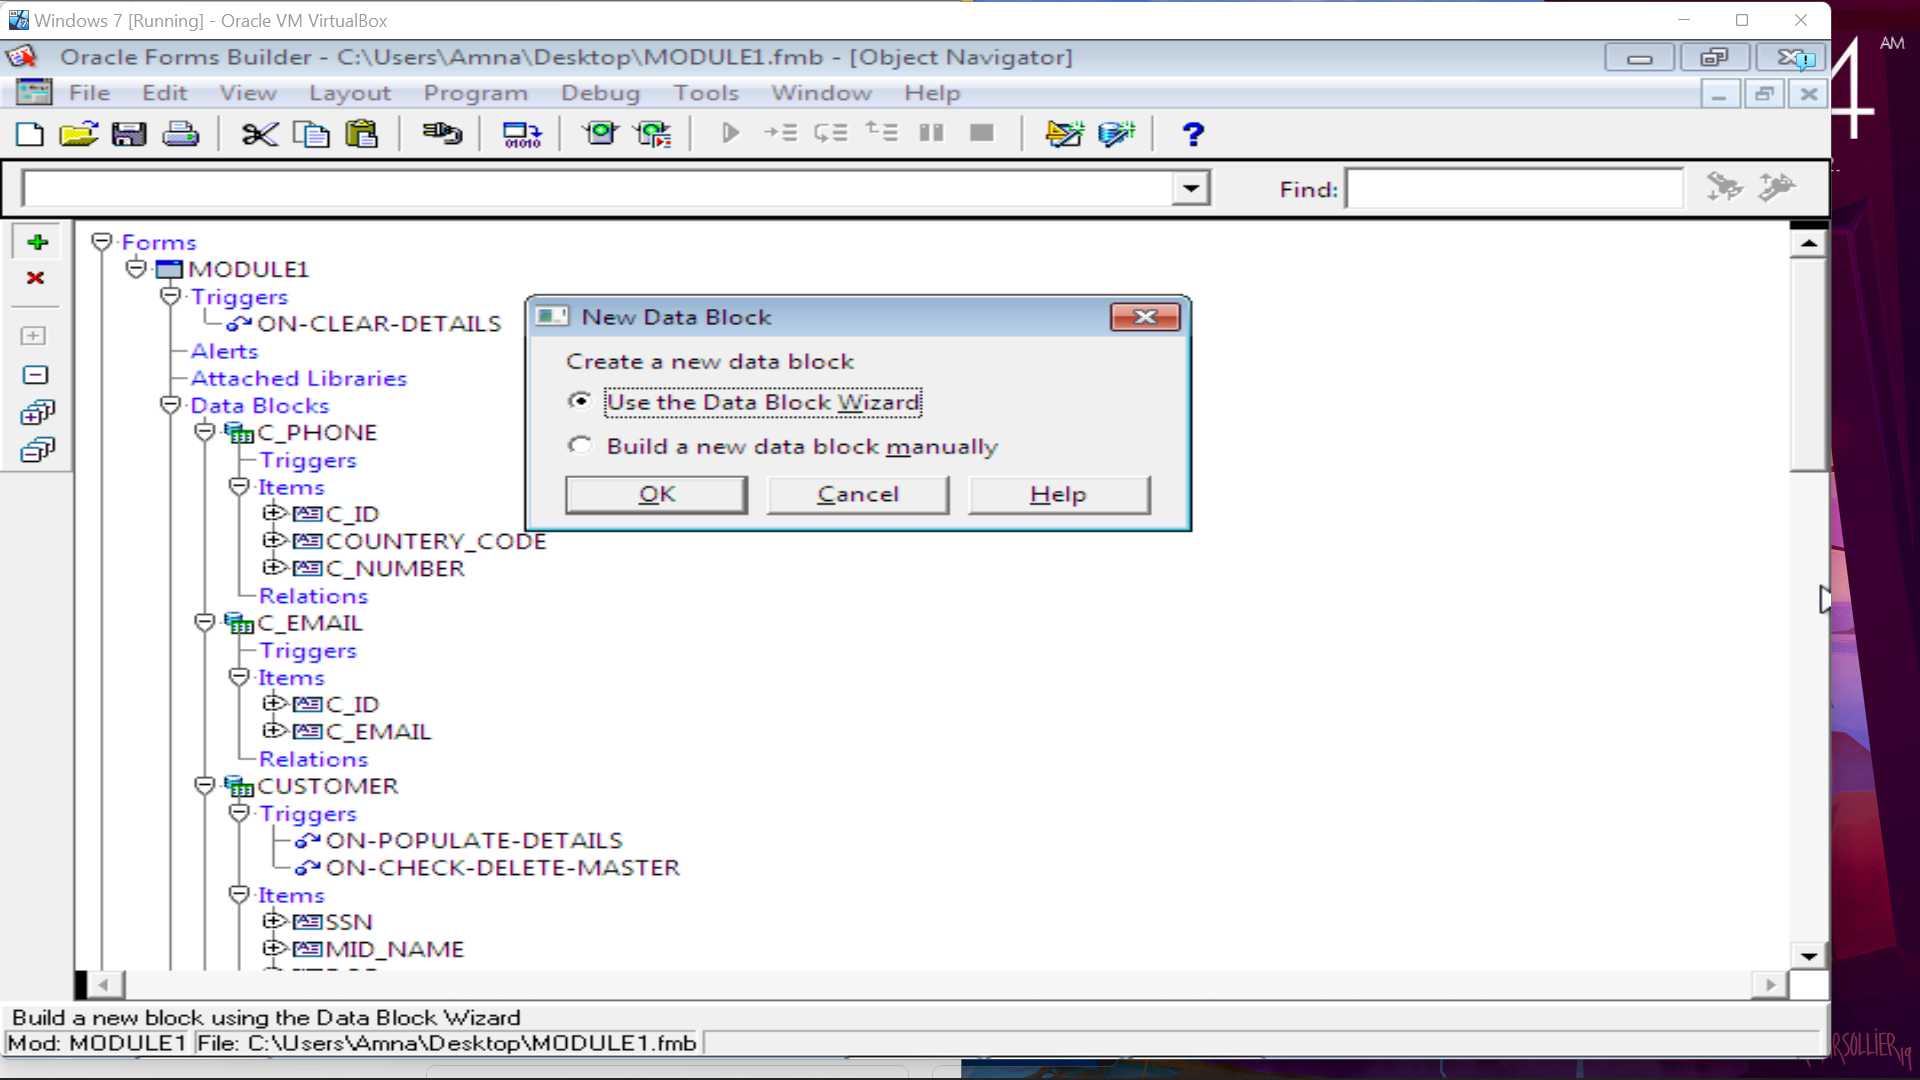 Windows 7 [Running] - Oracle VM VirtualBox
AM
4
Oracle Forms Builder - C:\Users\Amna\Desktop\MODULE1.fmb - [Object Navigator]
File Edit View Layout Program Debug Tools Window Help
Find:
Forms
MODULE1
Triggers
ON-CLEAR-DETAILS
Alerts
Attached Libraries
Data Blocks
C_PHONE
Triggers
Items
C_ID
COUNTERY_CODE
C_NUMBER
Relations
C_EMAIL
Triggers
Items
C_ID
C_EMAIL
Relations
CUSTOMER
Triggers
ON-POPULATE-DETAILS
ON-CHECK-DELETE-MASTER
Items
SSN
MID_NAME
New Data Block
Create a new data block
Use the Data Block Wizard
Build a new data block manually
OK Cancel Help
Build a new block using the Data Block Wizard
Mod: MODULE1 File: C:\Users\Amna\Desktop\MODULE1.fmb